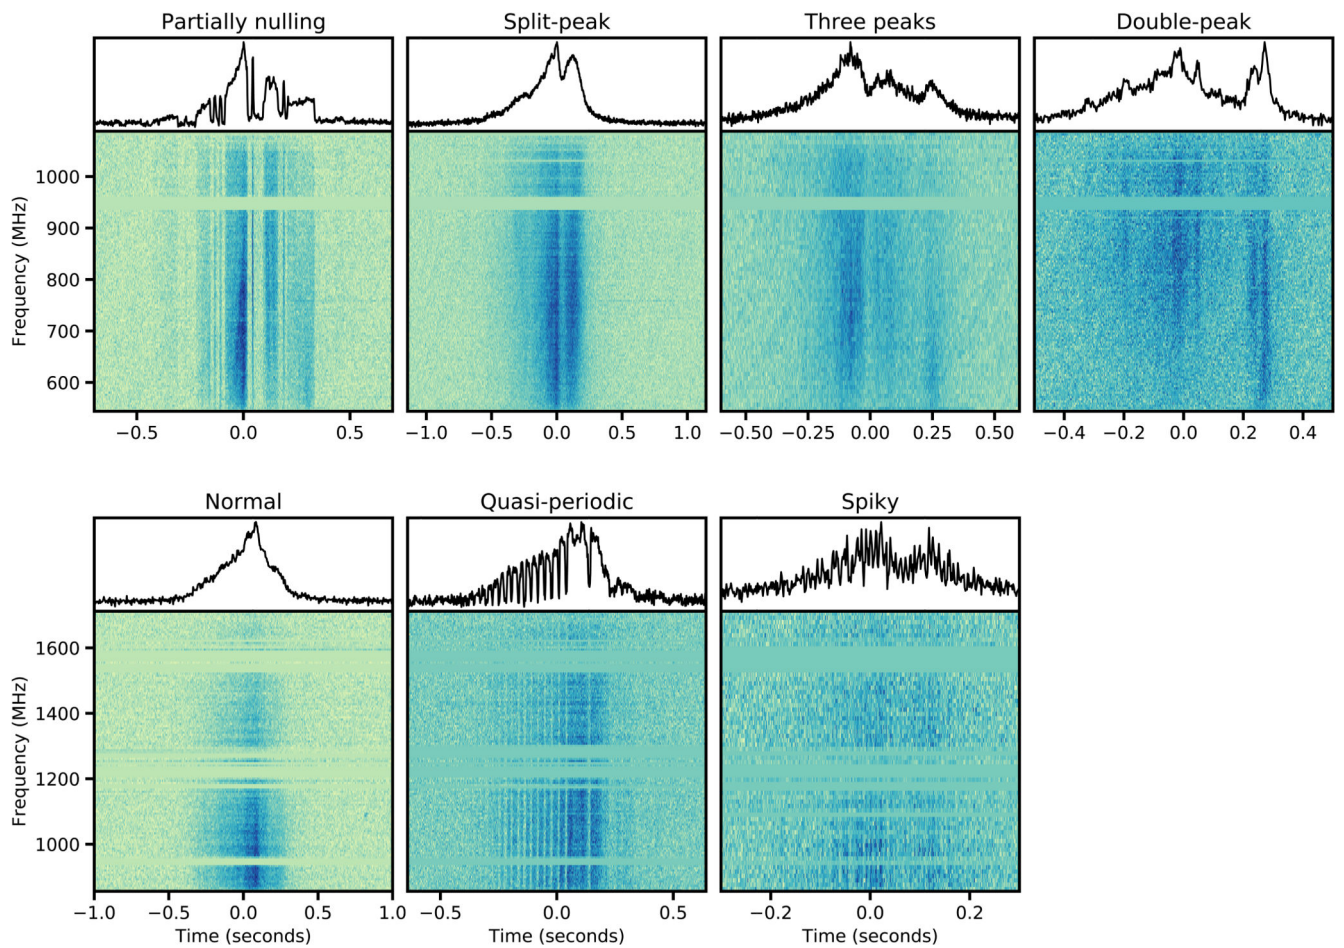 Partially nulling
Split-peak
Three peaks
Double-peak
Frequency (MHz)
1000
900
800
700
600
−0.5 0.0 0.5
−1.0 −0.5 0.0 0.5 1.0
−0.50 −0.25 0.00 0.25 0.50
−0.4 −0.2 0.0 0.2 0.4
Normal
Quasi-periodic
Spiky
Frequency (MHz)
1600
1400
1200
1000
−1.0 −0.5 0.0 0.5 1.0
−0.5 0.0 0.5
−0.2 0.0 0.2
Time (seconds)
Time (seconds)
Time (seconds)